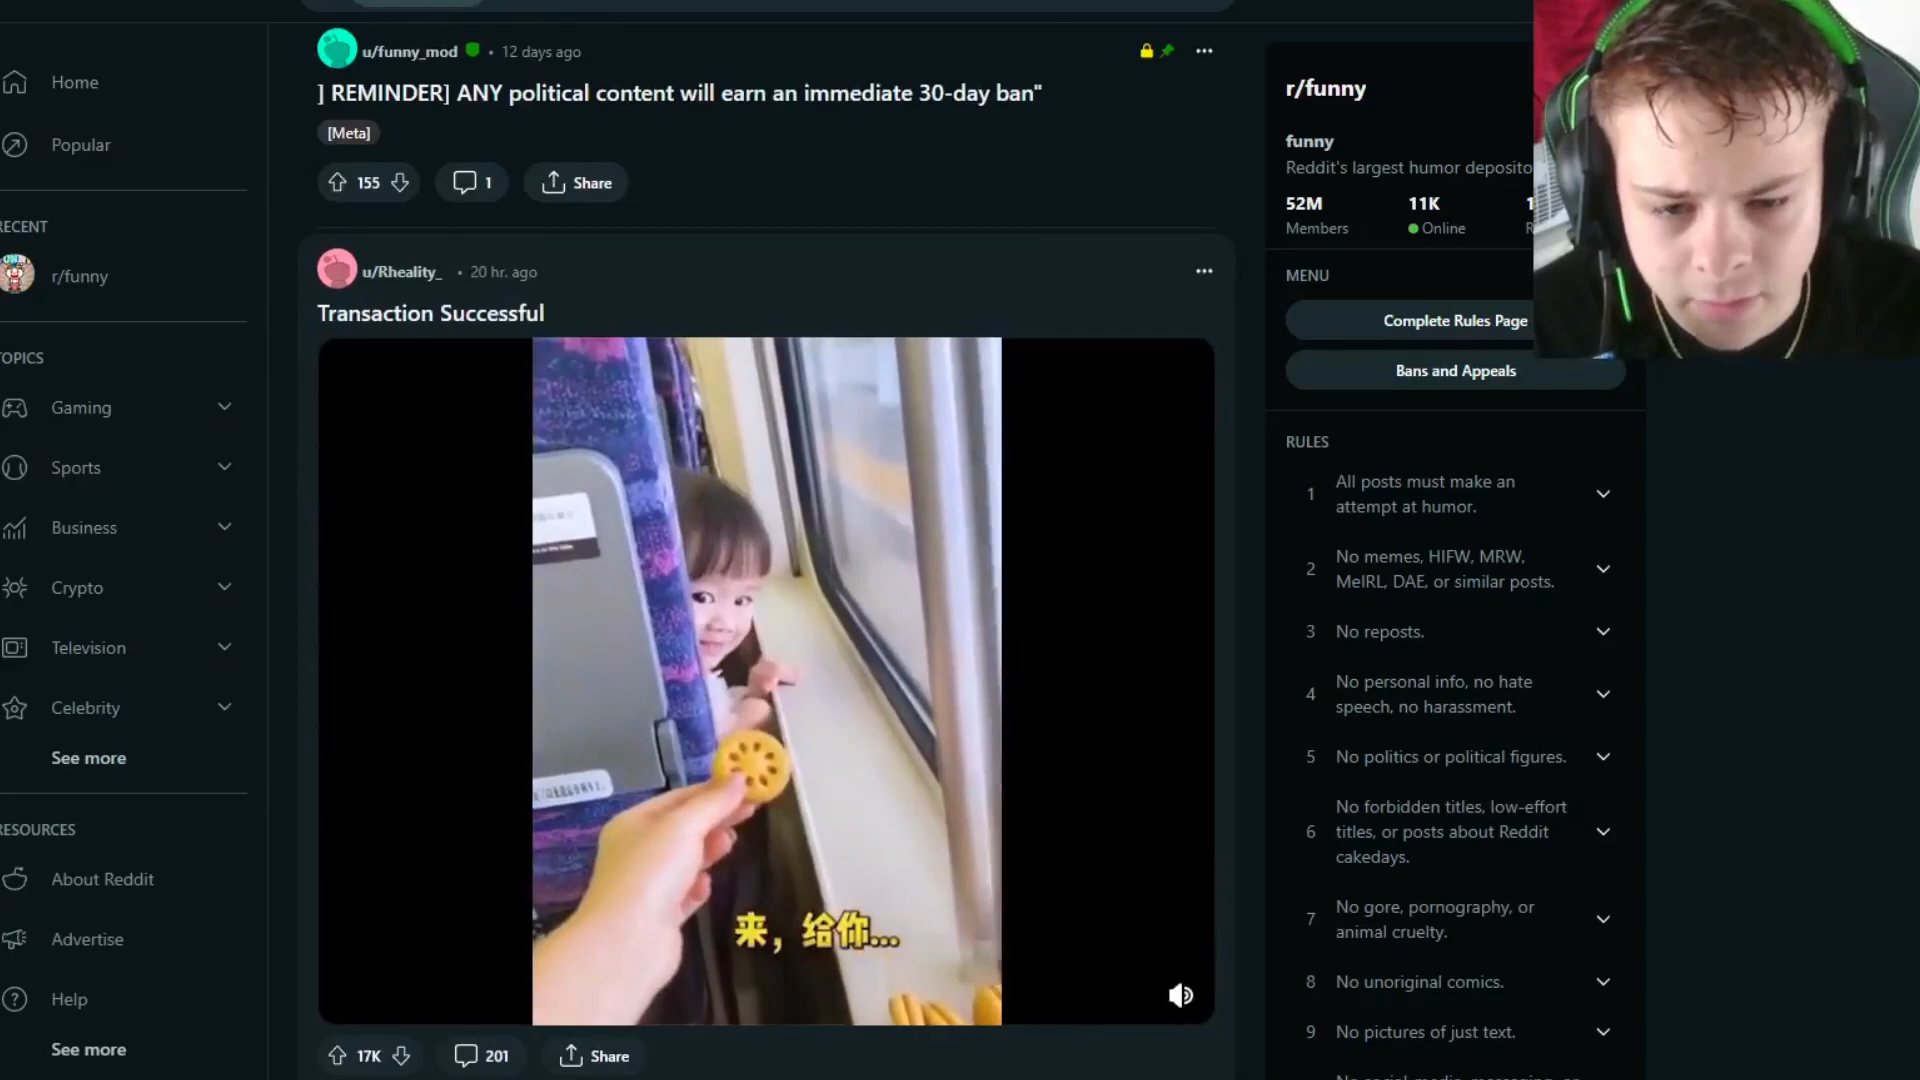 Home
Popular
RECENT
r/funny
TOPICS
Gaming
Sports
Business
Crypto
Television
Celebrity
See more
RESOURCES
About Reddit
Advertise
Help
See more
u/funny_mod • 12 days ago
] REMINDER] ANY political content will earn an immediate 30-day ban"
[Meta]
155
1
Share
u/Rheality_ • 20 hr. ago
Transaction Successful
来，给你...
17K
201
Share
r/funny
funny
Reddit's largest humor deposito
52M
11K
1
Members
Online
R
MENU
Complete Rules Page
Bans and Appeals
RULES
1 All posts must make an
attempt at humor.
2 No memes, HIFW, MRW,
MeIRL, DAE, or similar posts.
3 No reposts.
4 No personal info, no hate
speech, no harassment.
5 No politics or political figures.
6 No forbidden titles, low-effort
titles, or posts about Reddit
cakedays.
7 No gore, pornography, or
animal cruelty.
8 No unoriginal comics.
9 No pictures of just text.